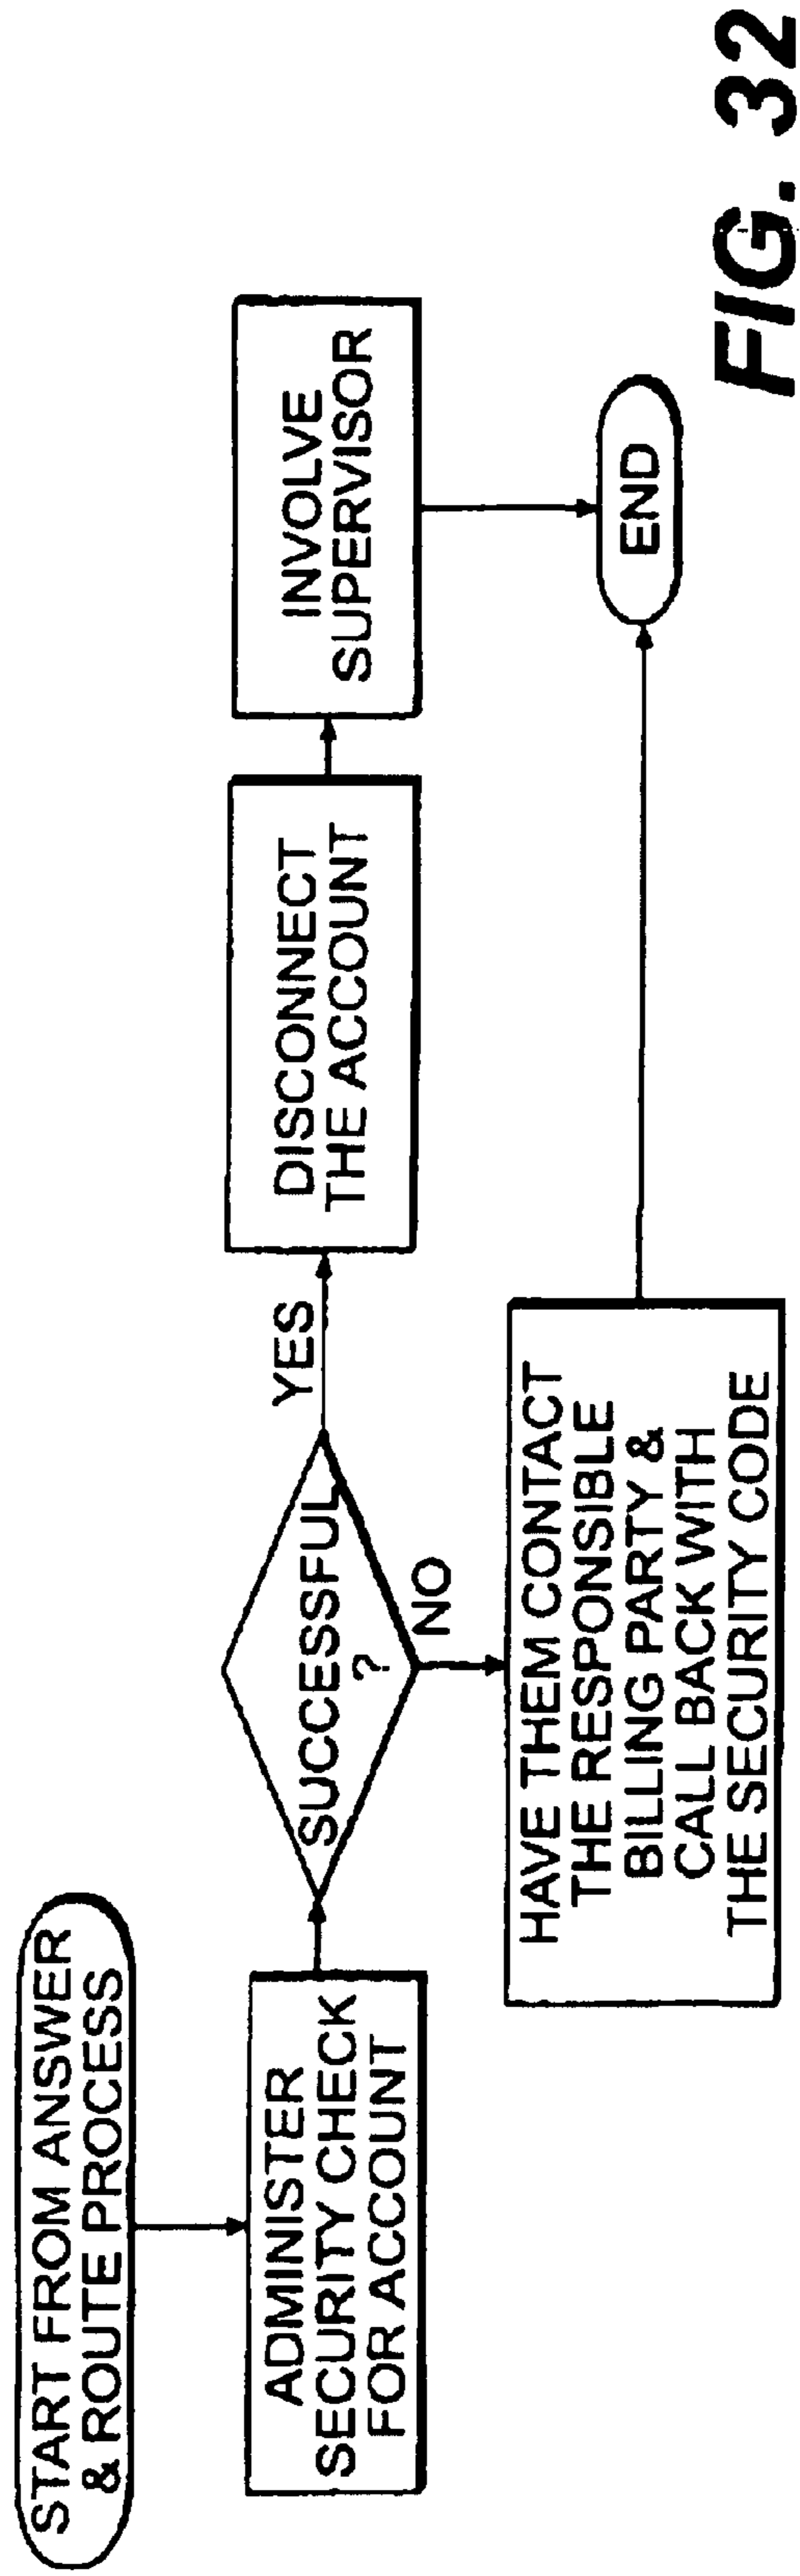 START FROM ANSWER
& ROUTE PROCESS
ADMINISTER
SECURITY CHECK
FOR ACCOUNT
SUCCESSFUL
?
YES
DISCONNECT
THE ACCOUNT
INVOLVE
SUPERVISOR
NO
HAVE THEM CONTACT
THE RESPONSIBLE
BILLING PARTY &
CALL BACK WITH
THE SECURITY CODE
END
FIG. 32